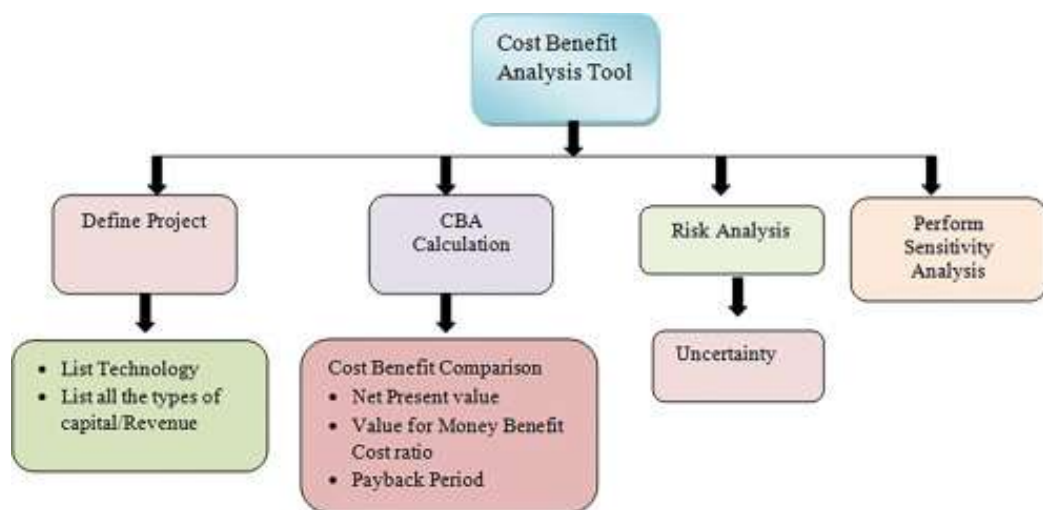 Cost Benefit
Analysis Tool
Define Project
CBA
Calculation
Risk Analysis
Perform
Sensitivity
Analysis
• List Technology
• List all the types of
capital/Revenue
Cost Benefit Comparison
• Net Present value
• Value for Money Benefit
Cost ratio
• Payback Period
Uncertainty